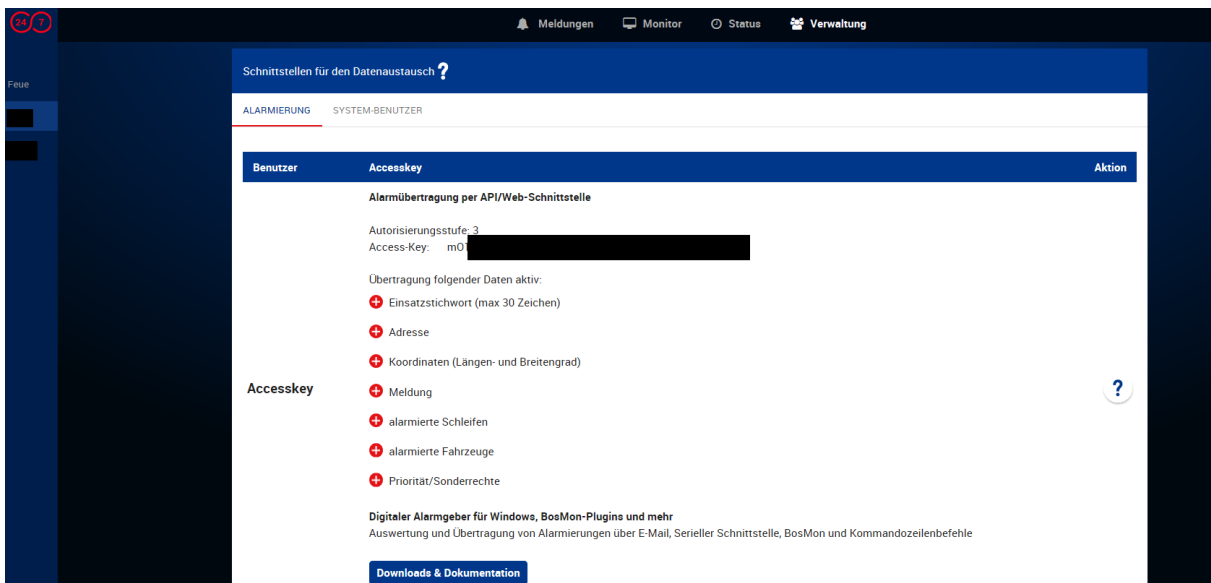 24/7
Meldungen Monitor Status Verwaltung
Feue
Schnittstellen für den Datenaustausch ?
ALARMIERUNG SYSTEM-BENUTZER
Benutzer Accesskey Aktion
Alarmübertragung per API/Web-Schnittstelle
Autorisierungsstufe: 3
Access-Key: m01
Übertragung folgender Daten aktiv:
Einsatzstichwort (max 30 Zeichen)
Adresse
Koordinaten (Längen- und Breitengrad)
Accesskey
Meldung
?
alarmierte Schleifen
alarmierte Fahrzeuge
Priorität/Sonderrechte
Digitaler Alarmgeber für Windows, BosMon-Plugins und mehr
Auswertung und Übertragung von Alarmierungen über E-Mail, Serieller Schnittstelle, BosMon und Kommandozeilenbefehle
Downloads & Dokumentation